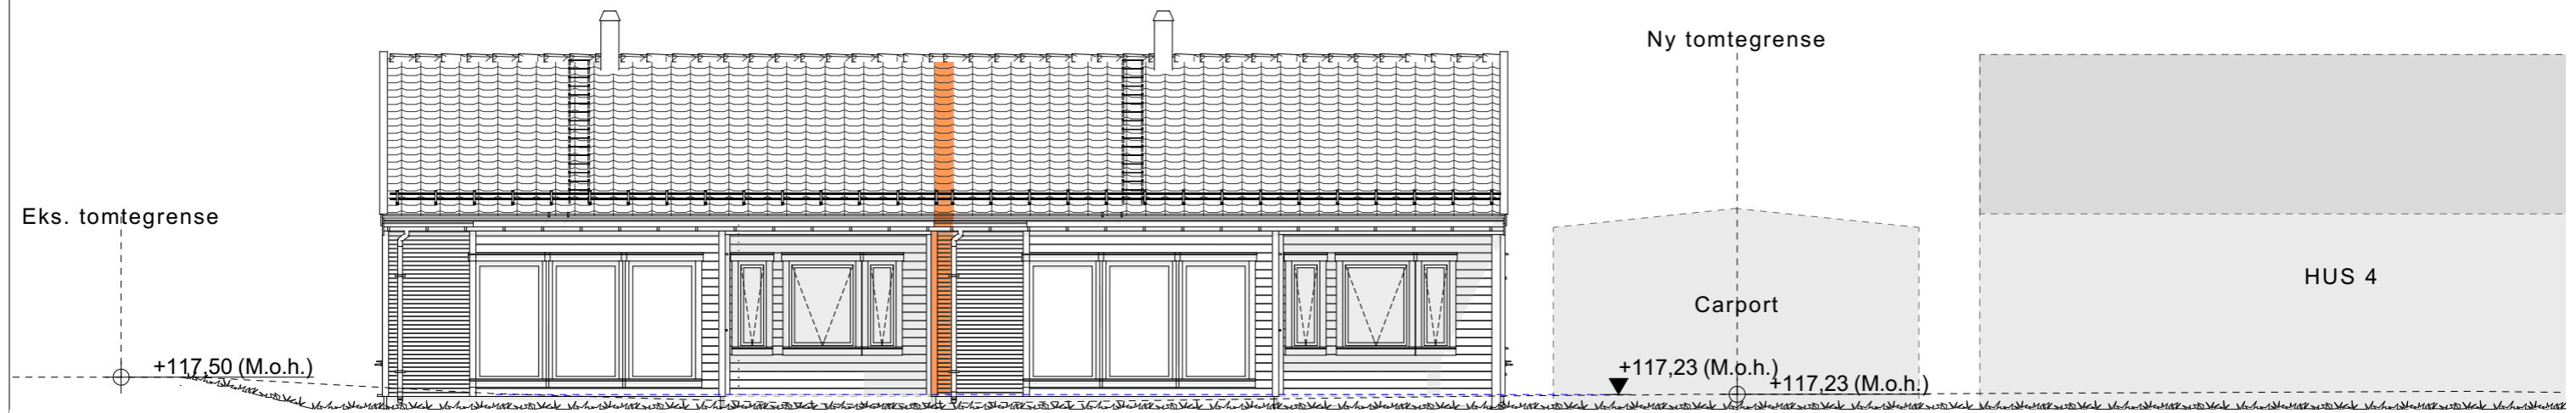 Ny tomtegrense
Eks. tomtegrense
HUS 4
Carport
+117,50 (M.o.h.)
+117,23 (M.o.h.)
+117,23 (M.o.h.)